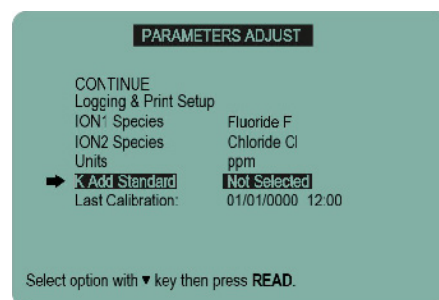 PARAMETERS ADJUST
CONTINUE
Logging & Print Setup
ION1 Species Fluoride F
ION2 Species Chloride Cl
Units ppm
K Add Standard Not Selected
Last Calibration: 01/01/0000 12:00
Select option with ▼ key then press READ.